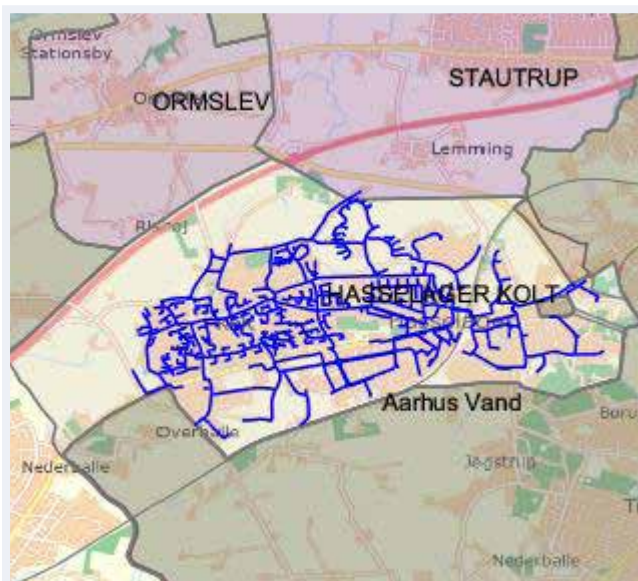 Ormslev
Stationsby
STAUTRUP
ORMSLEV
Lemming
HASSELAGER KOLT
Aarhus Vand
Overballe
Nederballe
Jegstrup
Nederballe